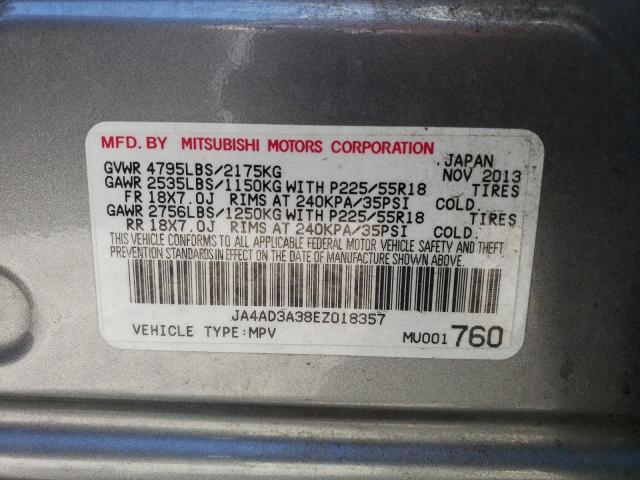 MFD. BY MITSUBISHI MOTORS CORPORATION
GVWR 4795LBS/2175KG JAPAN NOV 2013
GAWR 2535LBS/1150KG WITH P225/55R18 TIRES
FR 18X7.0J RIMS AT 240KPA/35PSI COLD.
GAWR 2756LBS/1250KG WITH P225/55R18 TIRES
RR 18X7.0J RIMS AT 240KPA/35PSI COLD.
THIS VEHICLE CONFORMS TO ALL APPLICABLE FEDERAL MOTOR VEHICLE SAFETY AND THEFT
PREVENTION STANDARDS IN EFFECT ON THE DATE OF MANUFACTURE SHOWN ABOVE.
JA4AD3A38EZ018357
VEHICLE TYPE:MPV MU001760